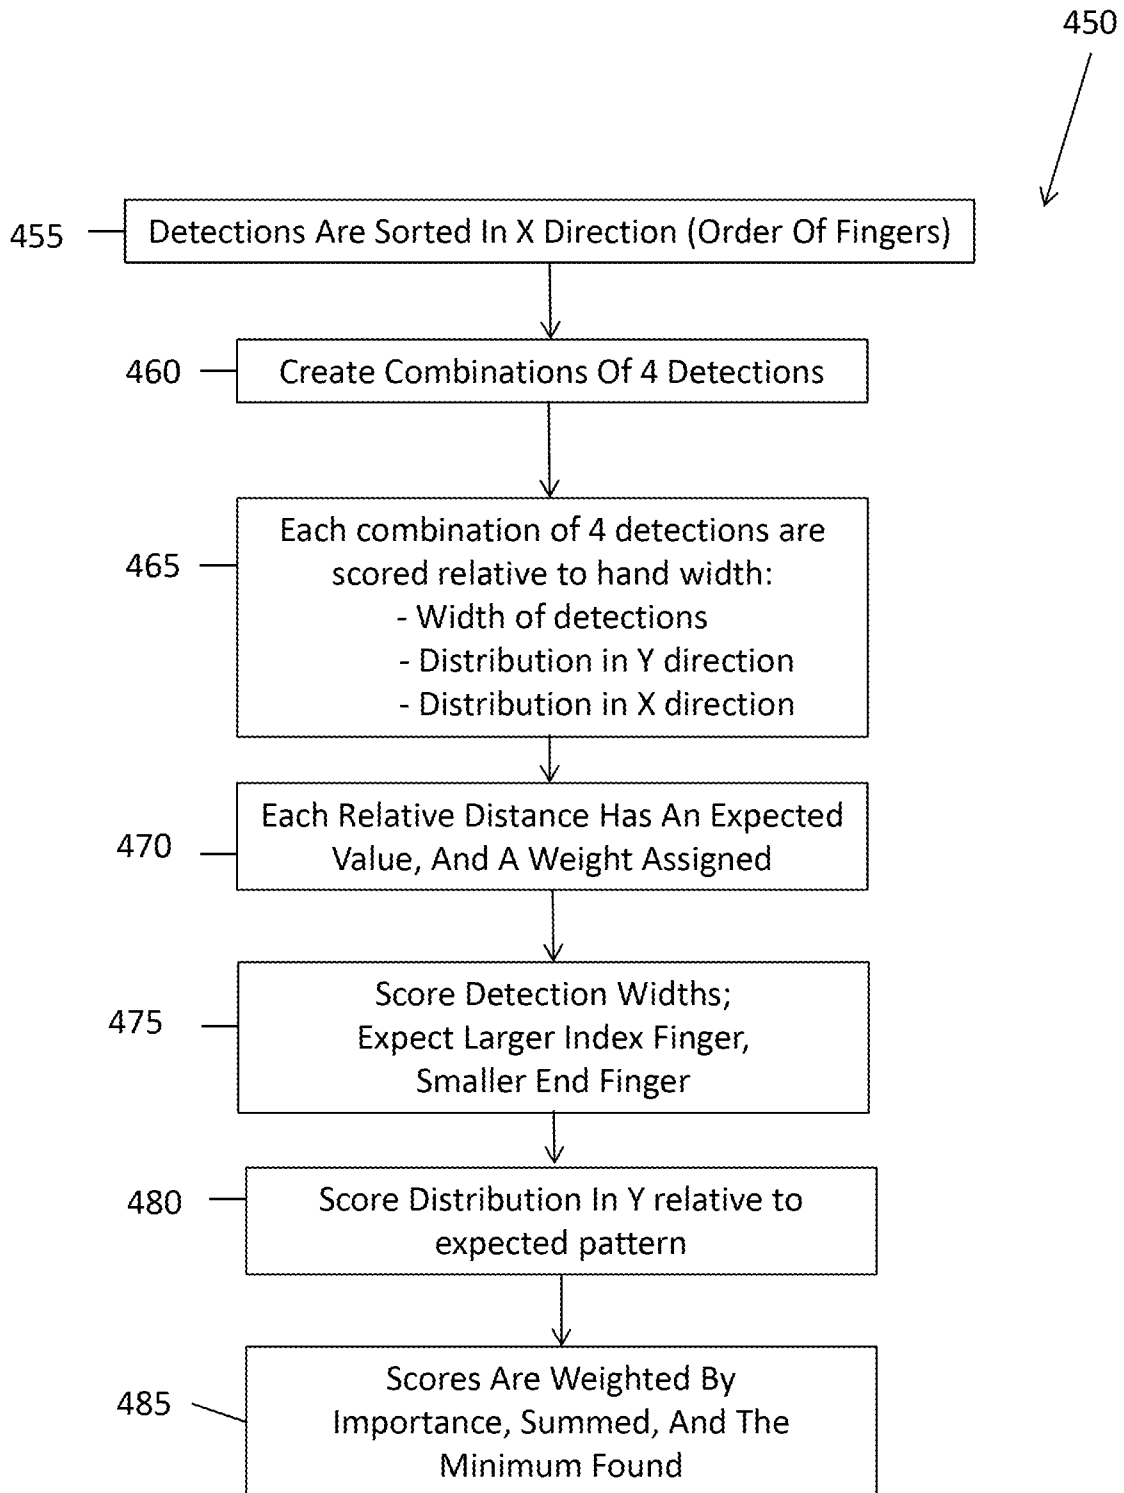 450
455
Detections Are Sorted In X Direction (Order Of Fingers)
460
Create Combinations Of 4 Detections
465
Each combination of 4 detections are
scored relative to hand width:
- Width of detections
- Distribution in Y direction
- Distribution in X direction
470
Each Relative Distance Has An Expected
Value, And A Weight Assigned
475
Score Detection Widths;
Expect Larger Index Finger,
Smaller End Finger
480
Score Distribution In Y relative to
expected pattern
485
Scores Are Weighted By
Importance, Summed, And The
Minimum Found